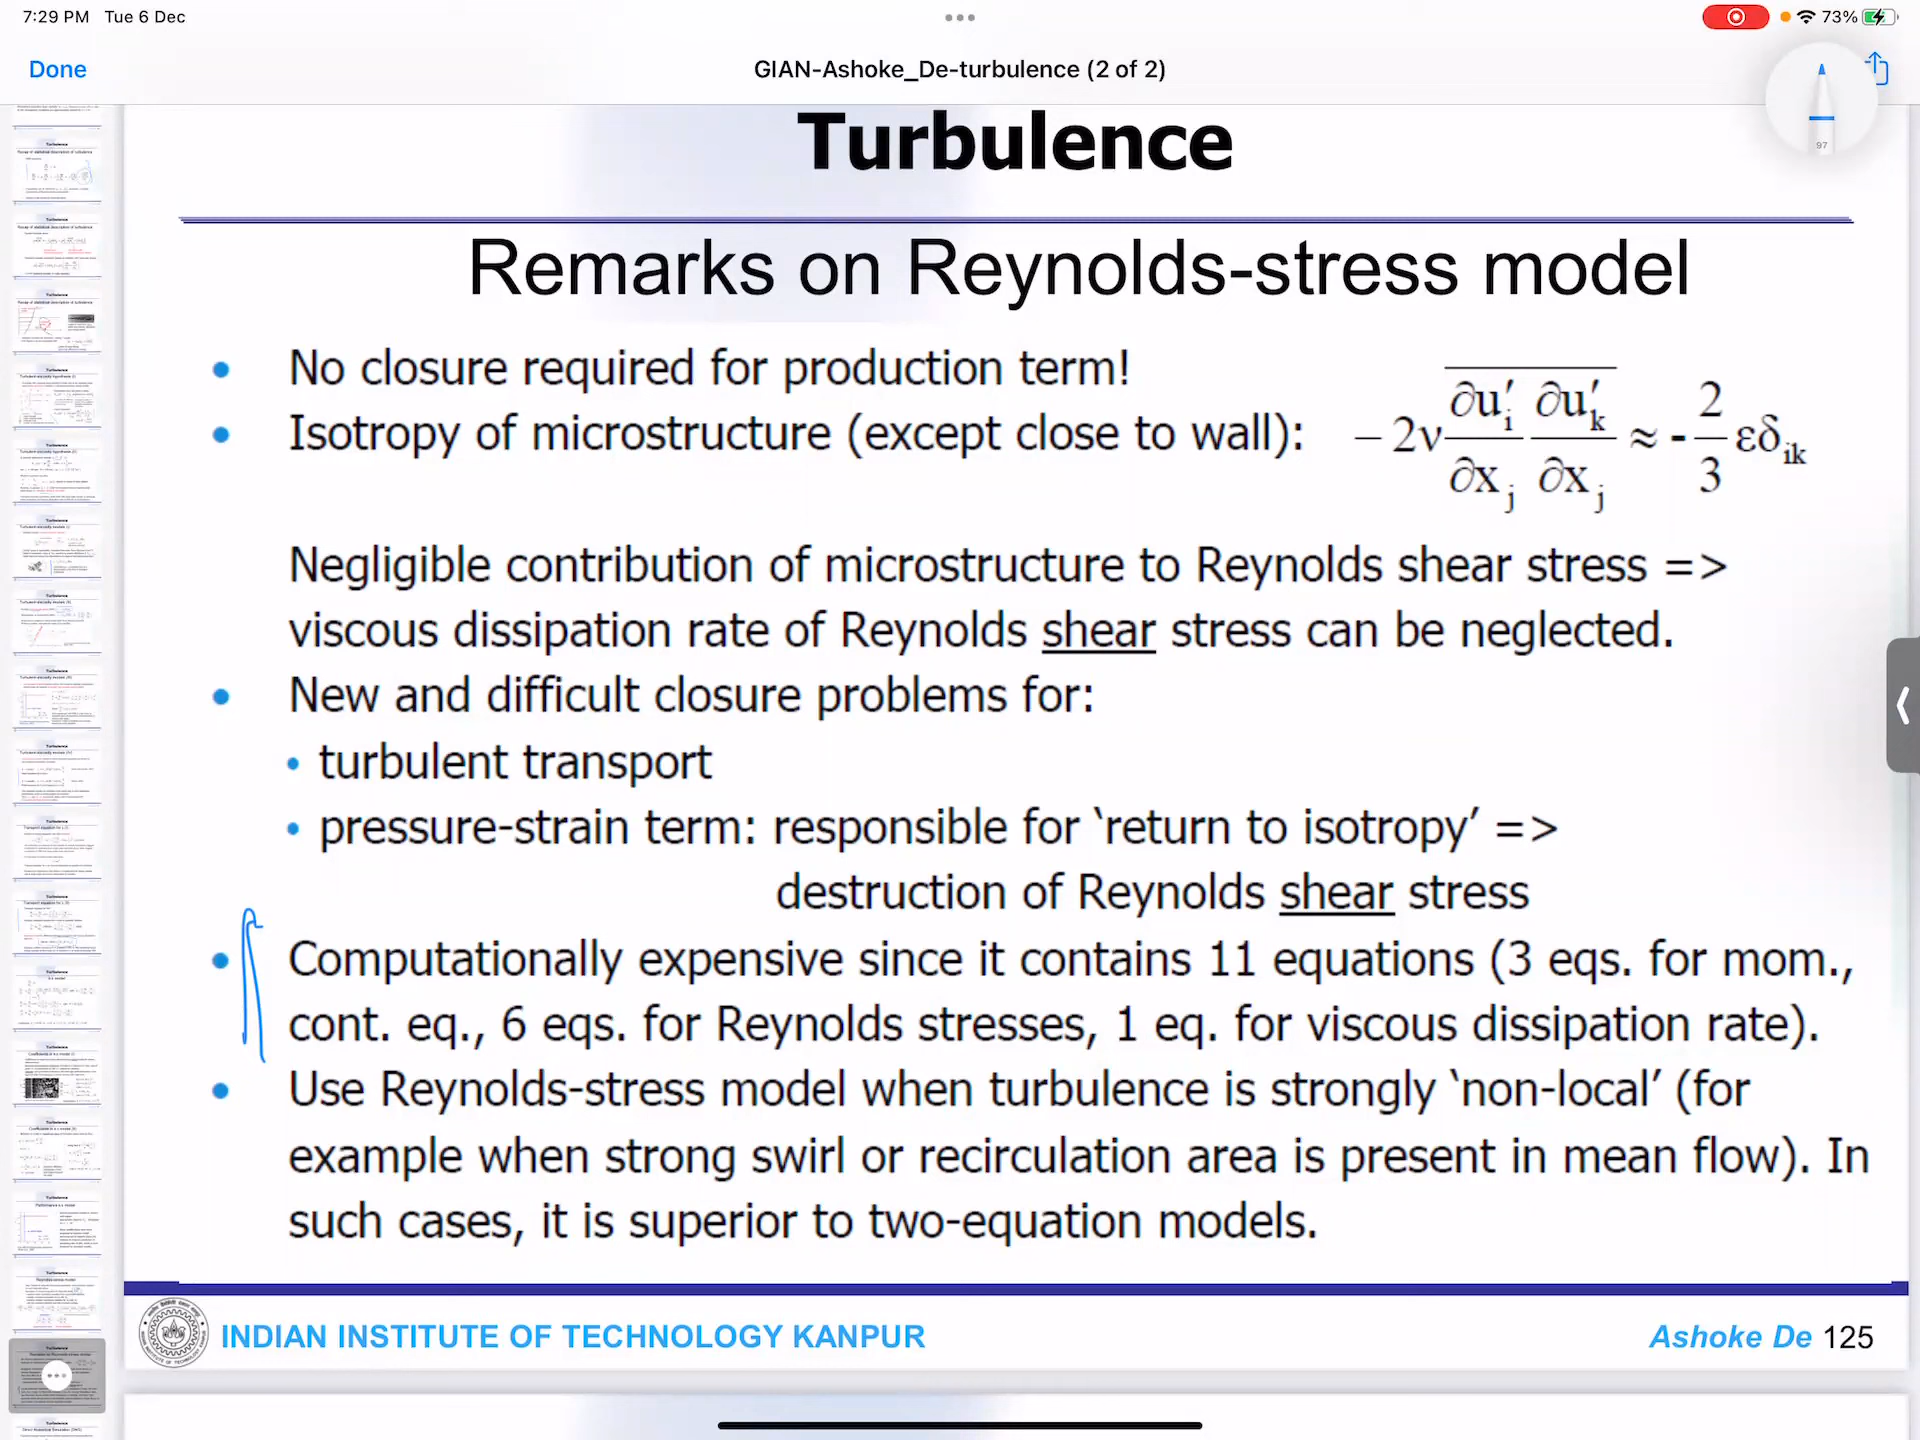 7:29 PM Tue 6 Dec
73%
Done
GIAN-Ashoke_De-turbulence (2 of 2)
97
Turbulence
Remarks on Reynolds-stress model
• No closure required for production term!
• Isotropy of microstructure (except close to wall): − 2ν ∂u′i/∂xj ∂u′k/∂xj ≈ - 2/3 εδik
Negligible contribution of microstructure to Reynolds shear stress =>
viscous dissipation rate of Reynolds shear stress can be neglected.
• New and difficult closure problems for:
• turbulent transport
• pressure-strain term: responsible for ‘return to isotropy’ =>
destruction of Reynolds shear stress
• Computationally expensive since it contains 11 equations (3 eqs. for mom.,
cont. eq., 6 eqs. for Reynolds stresses, 1 eq. for viscous dissipation rate).
• Use Reynolds-stress model when turbulence is strongly ‘non-local’ (for
example when strong swirl or recirculation area is present in mean flow). In
such cases, it is superior to two-equation models.
INDIAN INSTITUTE OF TECHNOLOGY KANPUR
Ashoke De 125